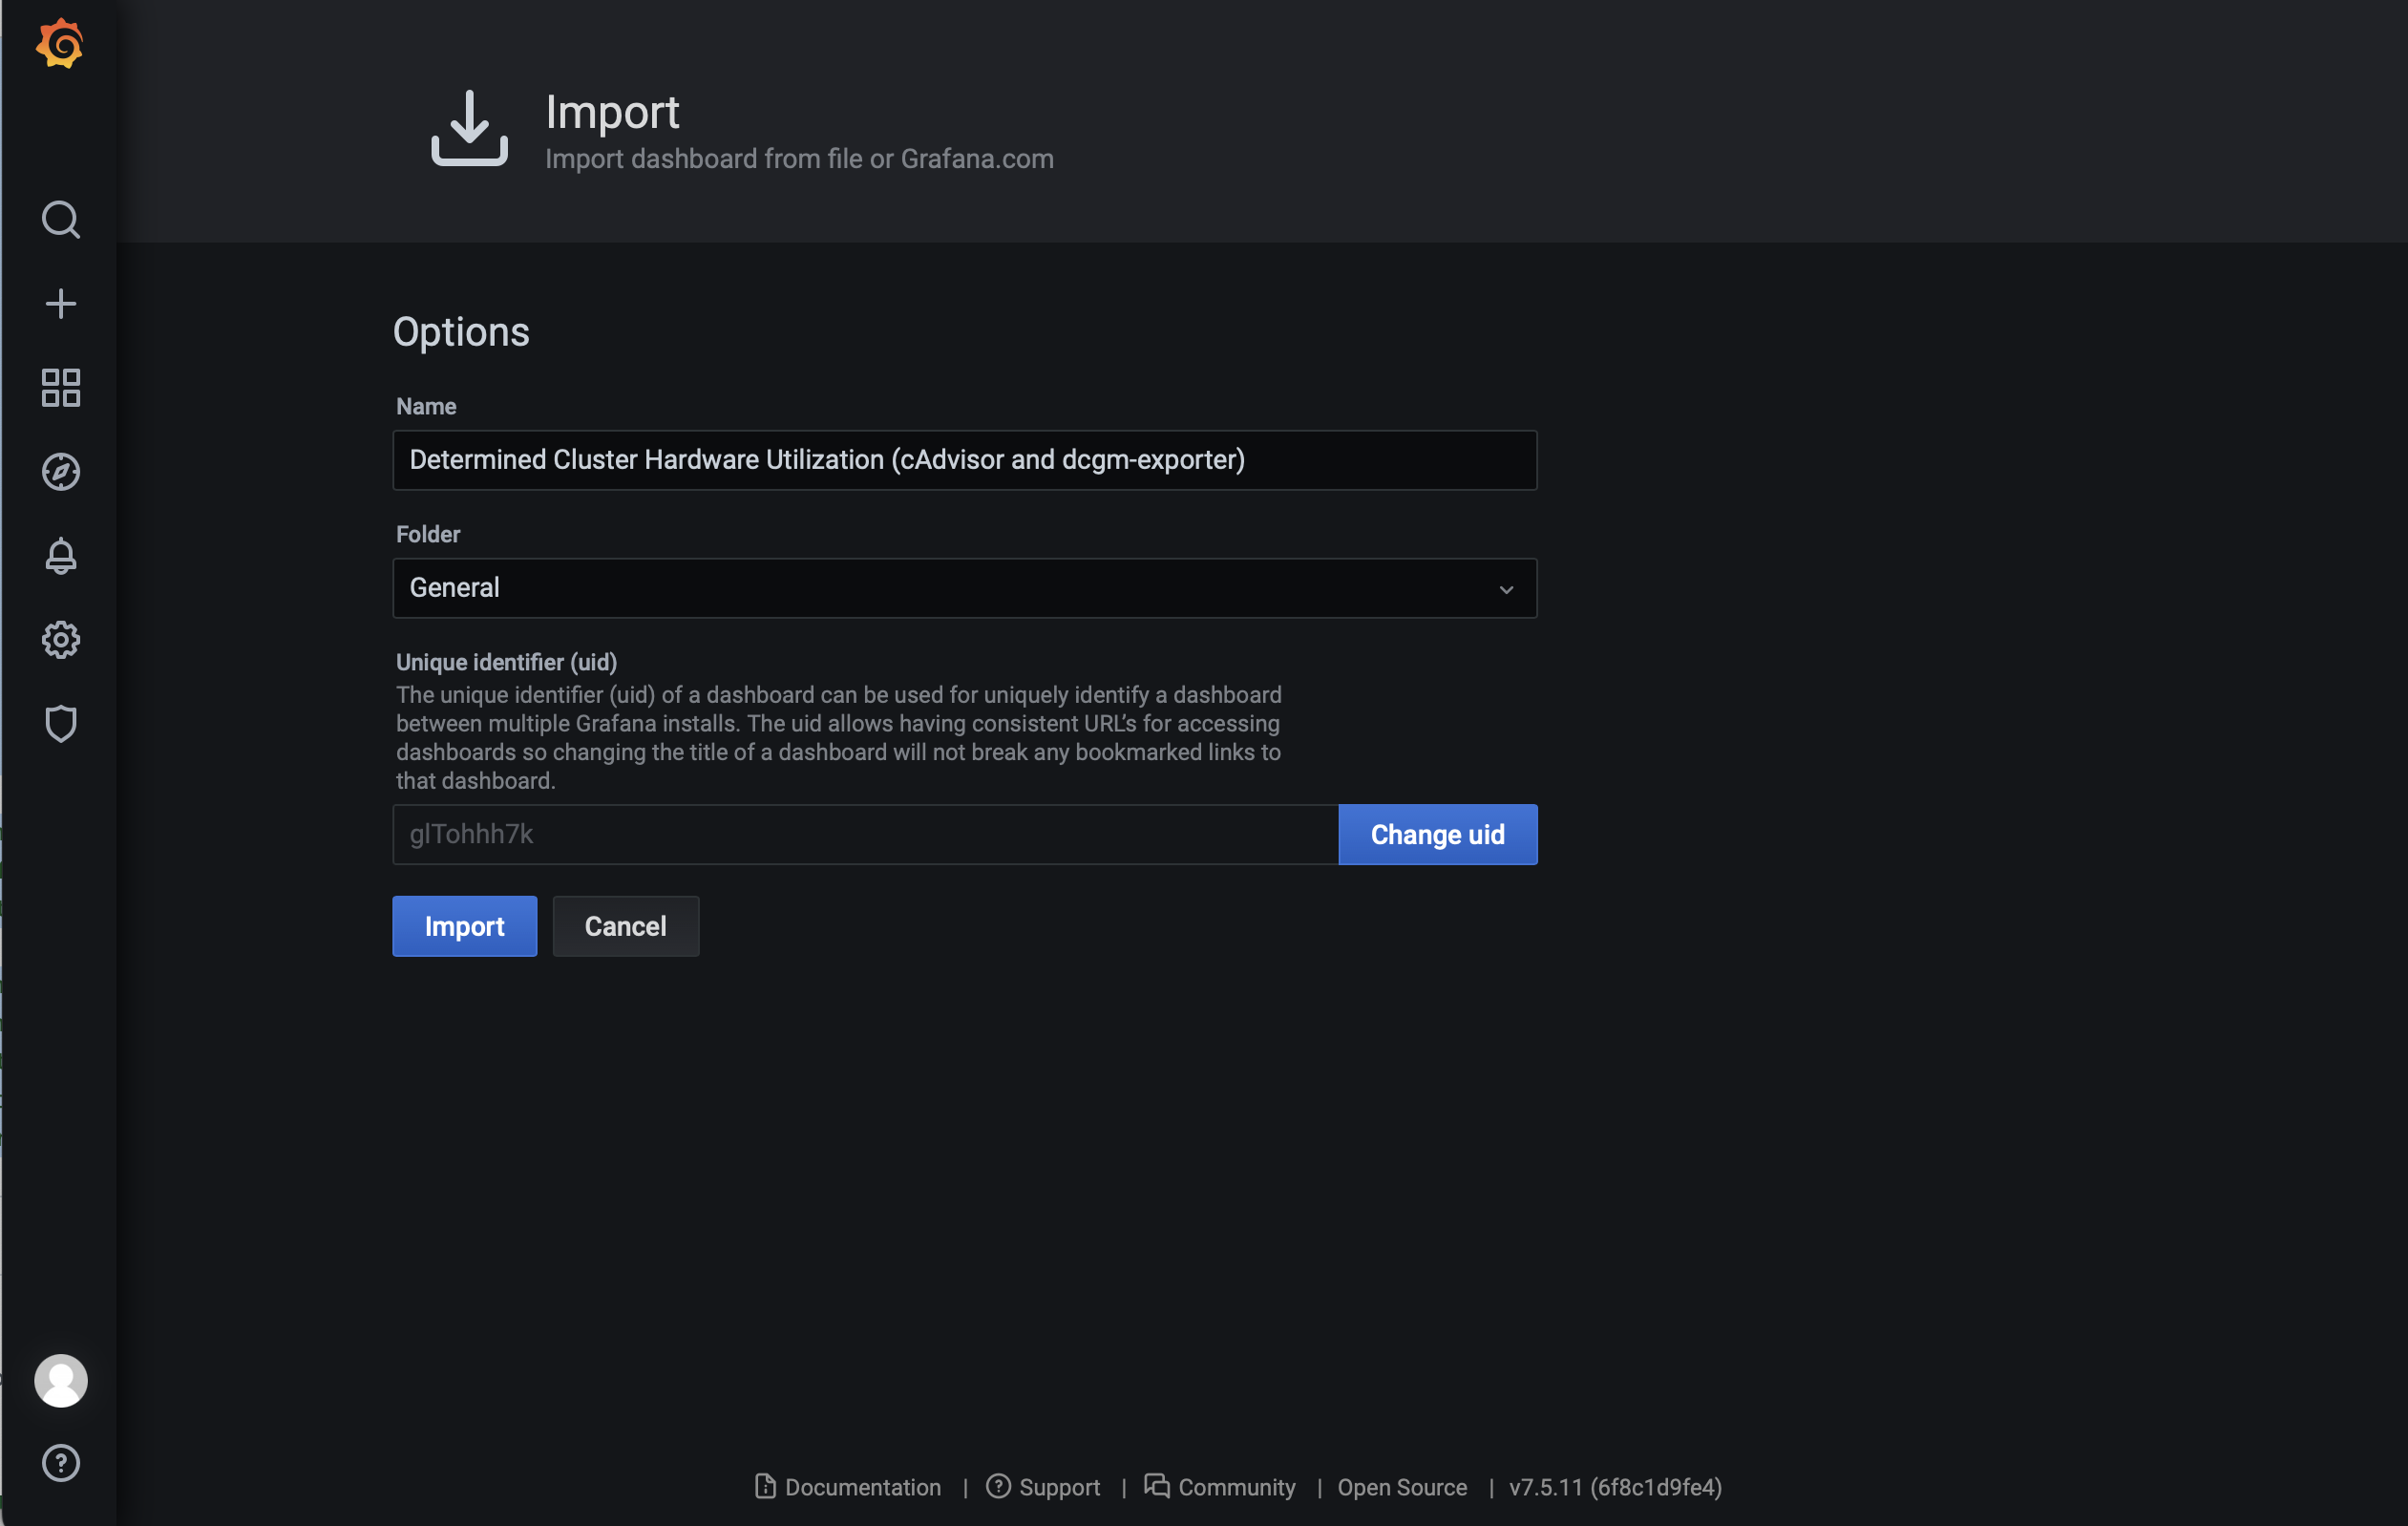 Import
Import dashboard from file or Grafana.com
Options
Name
Determined Cluster Hardware Utilization (cAdvisor and dcgm-exporter)
Folder
General
Unique identifier (uid)
The unique identifier (uid) of a dashboard can be used for uniquely identify a dashboard
between multiple Grafana installs. The uid allows having consistent URL's for accessing
dashboards so changing the title of a dashboard will not break any bookmarked links to
that dashboard.
glTohhh7k
Change uid
Import
Cancel
Documentation | Support | Community | Open Source | v7.5.11 (6f8c1d9fe4)